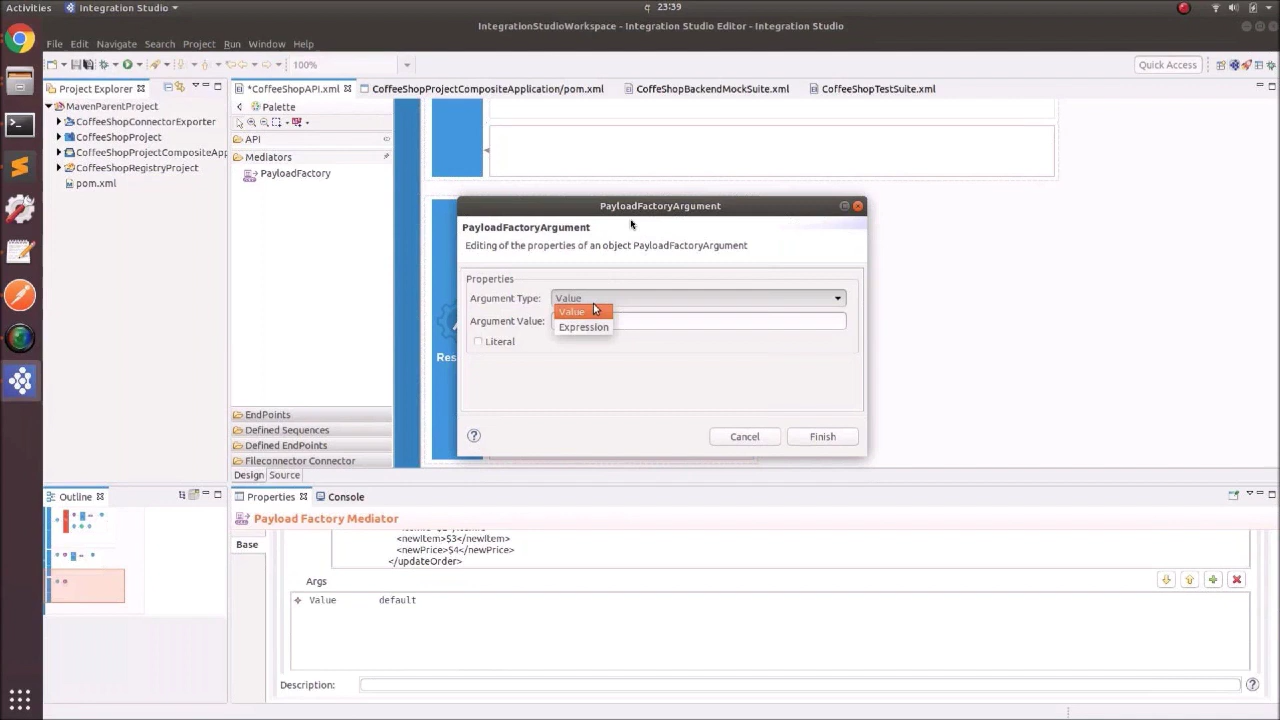 Activities
Integration Studio
23:39
IntegrationStudioWorkspace - Integration Studio Editor - Integration Studio
File Edit Navigate Search Project Run Window Help
100%
Quick Access
Project Explorer
*CoffeeShopAPI.xml
CoffeeShopProjectCompositeApplication/pom.xml
CoffeShopBackendMockSuite.xml
CoffeeShopTestSuite.xml
MavenParentProject
CoffeeShopConnectorExporter
CoffeeShopProject
CoffeeShopProjectCompositeApp
CoffeeShopRegistryProject
pom.xml
Palette
API
Mediators
PayloadFactory
EndPoints
Defined Sequences
Defined EndPoints
Fileconnector Connector
Design Source
Res
PayloadFactoryArgument
PayloadFactoryArgument
Editing of the properties of an object PayloadFactoryArgument
Properties
Argument Type: Value
Value
Expression
Argument Value:
Literal
Cancel
Finish
Outline
Properties
Console
Payload Factory Mediator
Base
<newItem>$3</newItem>
<newPrice>$4</newPrice>
</updateOrder>
Args
Value default
Description: